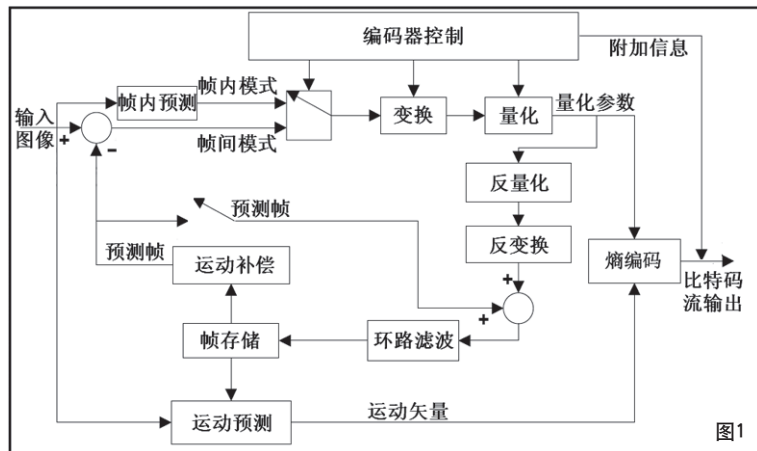 编码器控制
附加信息
帧内预测
帧内模式
变换
量化
量化参数
输入
图像
+
-
帧间模式
反量化
预测帧
预测帧
反变换
运动补偿
熵编码
比特码
流输出
+
+
帧存储
环路滤波
运动预测
运动矢量
图1